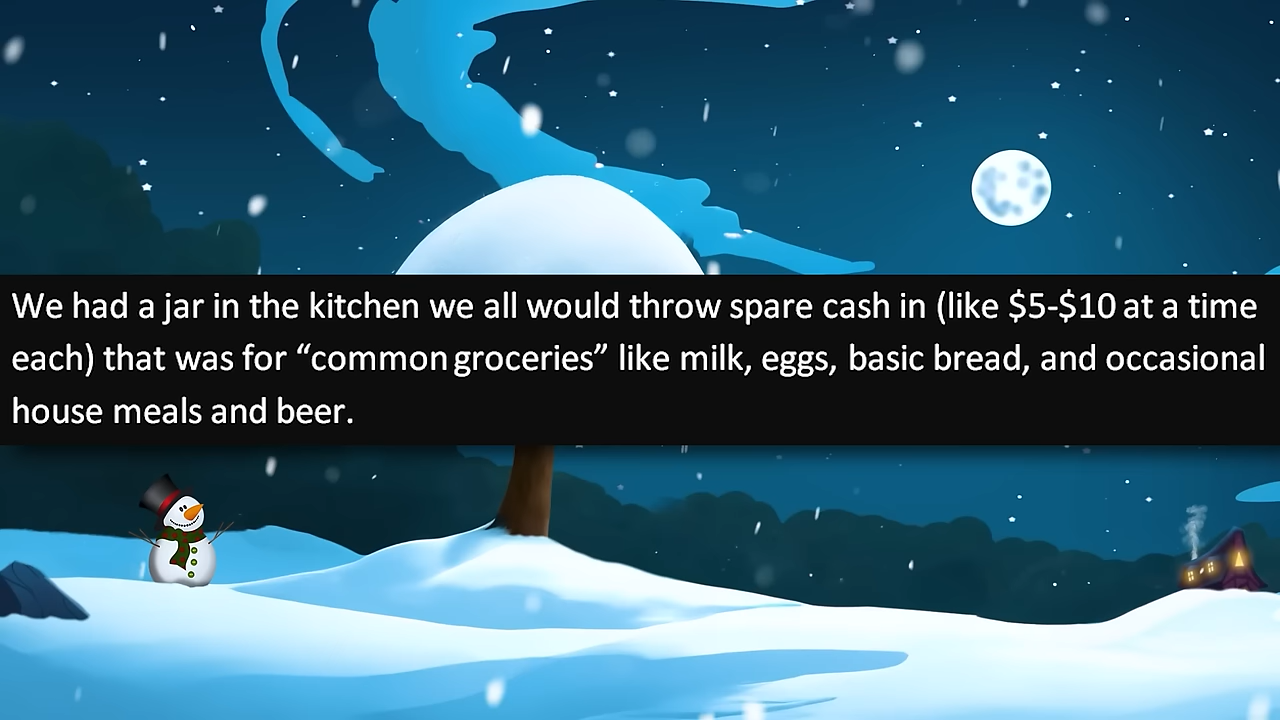 We had a jar in the kitchen we all would throw spare cash in (like $5-$10 at a time
each) that was for “common groceries” like milk, eggs, basic bread, and occasional
house meals and beer.